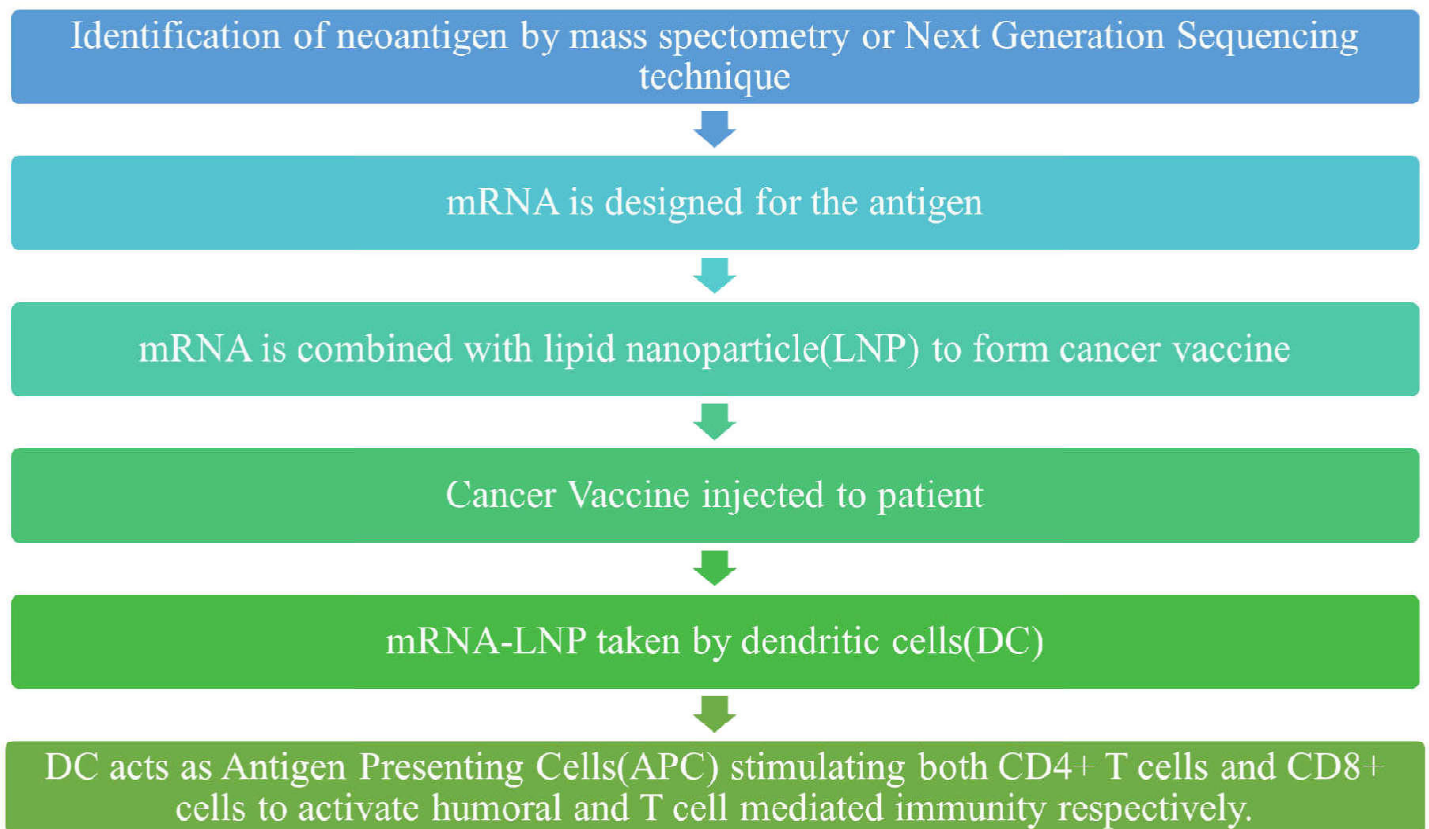 Identification of neoantigen by mass spectometry or Next Generation Sequencing
technique
mRNA is designed for the antigen
mRNA is combined with lipid nanoparticle(LNP) to form cancer vaccine
Cancer Vaccine injected to patient
mRNA-LNP taken by dendritic cells(DC)
DC acts as Antigen Presenting Cells(APC) stimulating both CD4+ T cells and CD8+
cells to activate humoral and T cell mediated immunity respectively.